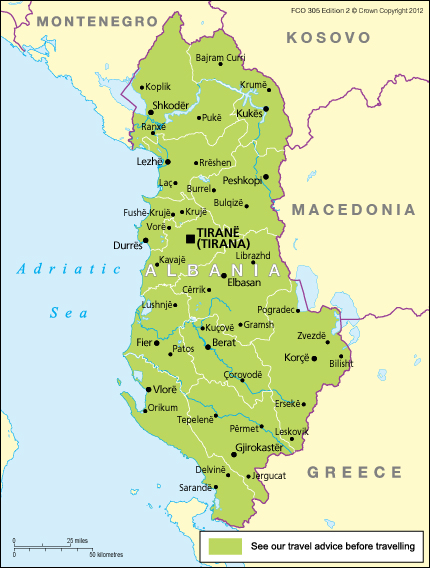 FCO 305 Edition 2 © Crown Copyright 2012
MONTENEGRO
KOSOVO
Bajram Curri
Koplik
Krumë
Shkodër
Pukë
Kukës
Ranxë
Lezhë
Rrëshen
Peshkopi
Laç
Burrel
Bulqizë
Fushë-Krujë
Krujë
MACEDONIA
Vorë
TIRANË
(TIRANA)
Durrës
Kavajë
Librazhd
Adriatic
Sea
ALBANIA
Elbasan
Cërrik
Lushnjë
Pogradec
Kuçovë
Gramsh
Zvezdë
Fier
Patos
Berat
Korçë
Bilisht
Çorovodë
Vlorë
Orikum
Ersekë
Tepelenë
Përmet
Leskovik
Gjirokastër
GREECE
Delvinë
Jergucat
Sarandë
0 25 miles
0 50 kilometres
See our travel advice before travelling